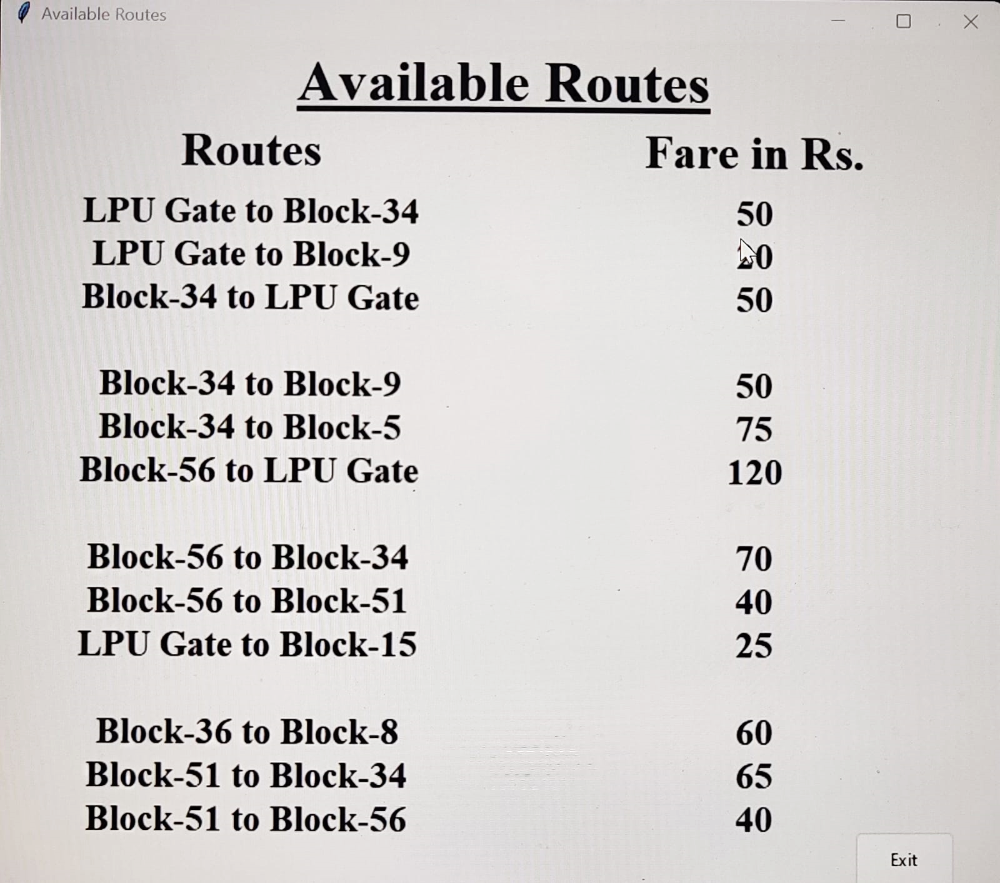 Available Routes
Available Routes
Routes Fare in Rs.
LPU Gate to Block-34 50
LPU Gate to Block-9
Block-34 to LPU Gate 50
Block-34 to Block-9 50
Block-34 to Block-5 75
Block-56 to LPU Gate 120
Block-56 to Block-34 70
Block-56 to Block-51 40
LPU Gate to Block-15 25
Block-36 to Block-8 60
Block-51 to Block-34 65
Block-51 to Block-56 40
Exit